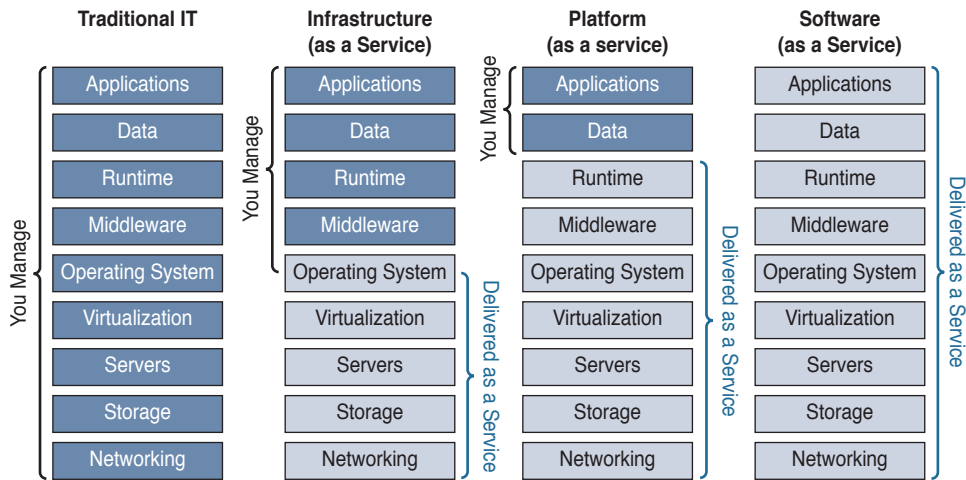 Traditional IT
Infrastructure
(as a Service)
Platform
(as a service)
Software
(as a Service)
You Manage
Applications
Data
Runtime
Middleware
Operating System
Virtualization
Servers
Storage
Networking
You Manage
Applications
Data
Runtime
Middleware
Operating System
Virtualization
Servers
Storage
Networking
Delivered as a Service
You Manage
Applications
Data
Runtime
Middleware
Operating System
Virtualization
Servers
Storage
Networking
Delivered as a Service
Applications
Data
Runtime
Middleware
Operating System
Virtualization
Servers
Storage
Networking
Delivered as a Service